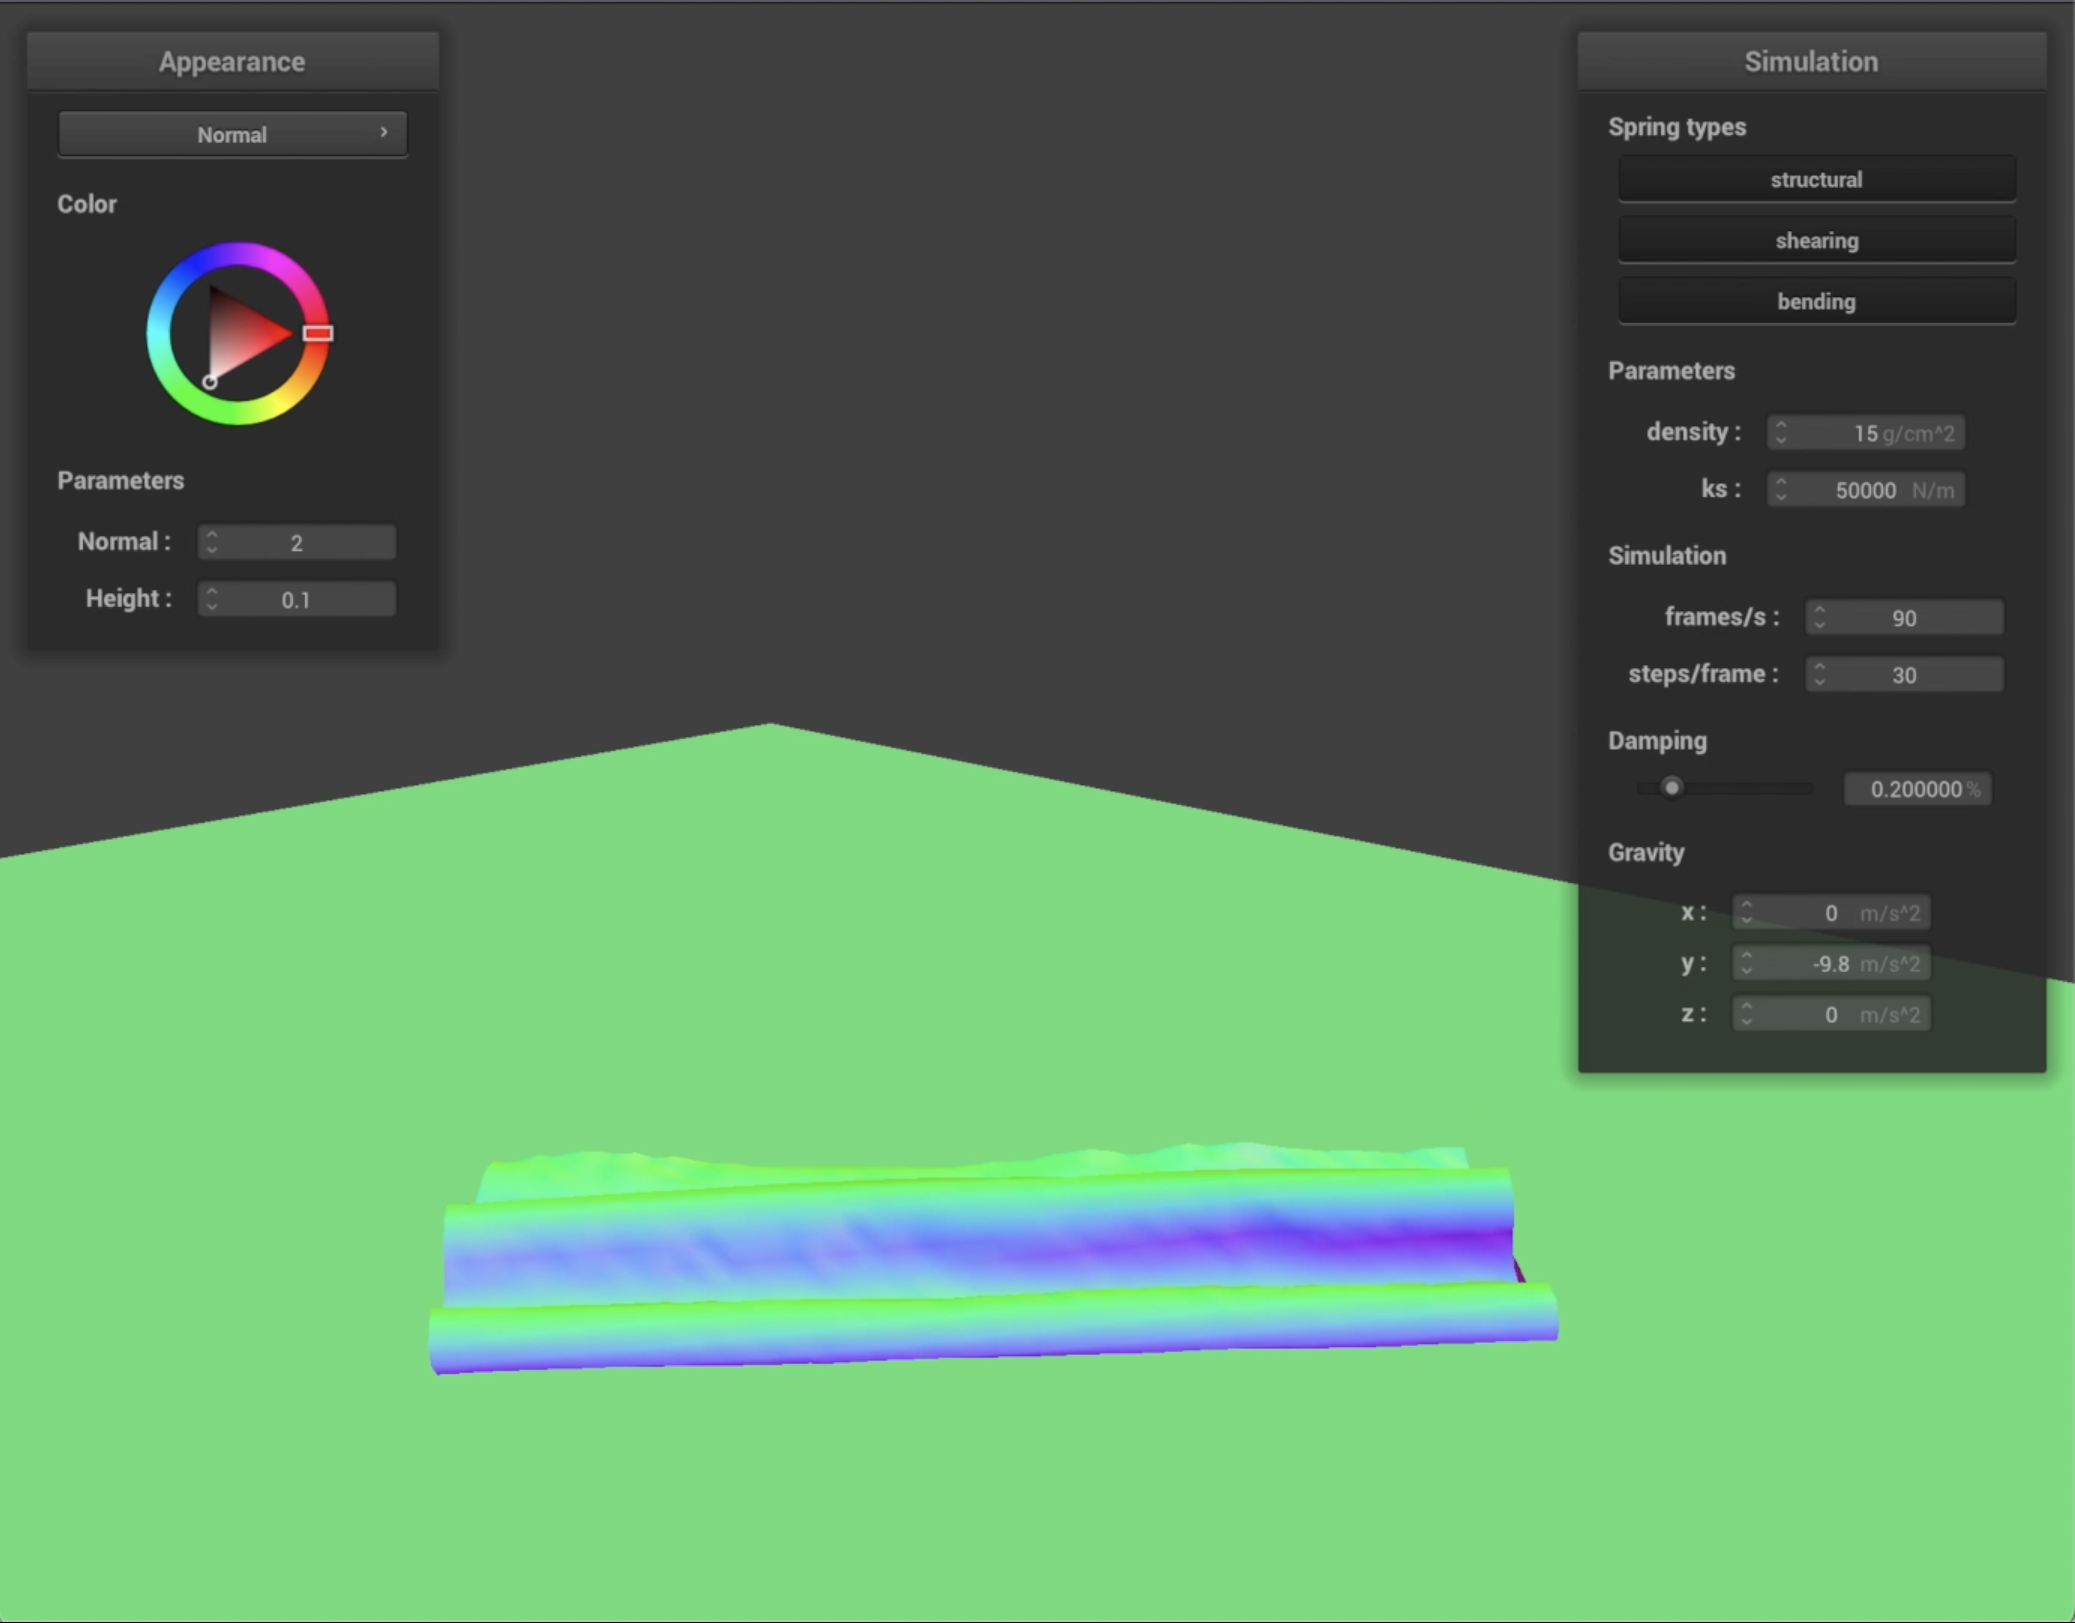 Appearance
Normal
Color
Parameters
Normal : 2
Height : 0.1
Simulation
Spring types
structural
shearing
bending
Parameters
density : 15 g/cm^2
ks : 50000 N/m
Simulation
frames/s : 90
steps/frame : 30
Damping
0.200000 %
Gravity
x : 0 m/s^2
y : -9.8 m/s^2
z : 0 m/s^2